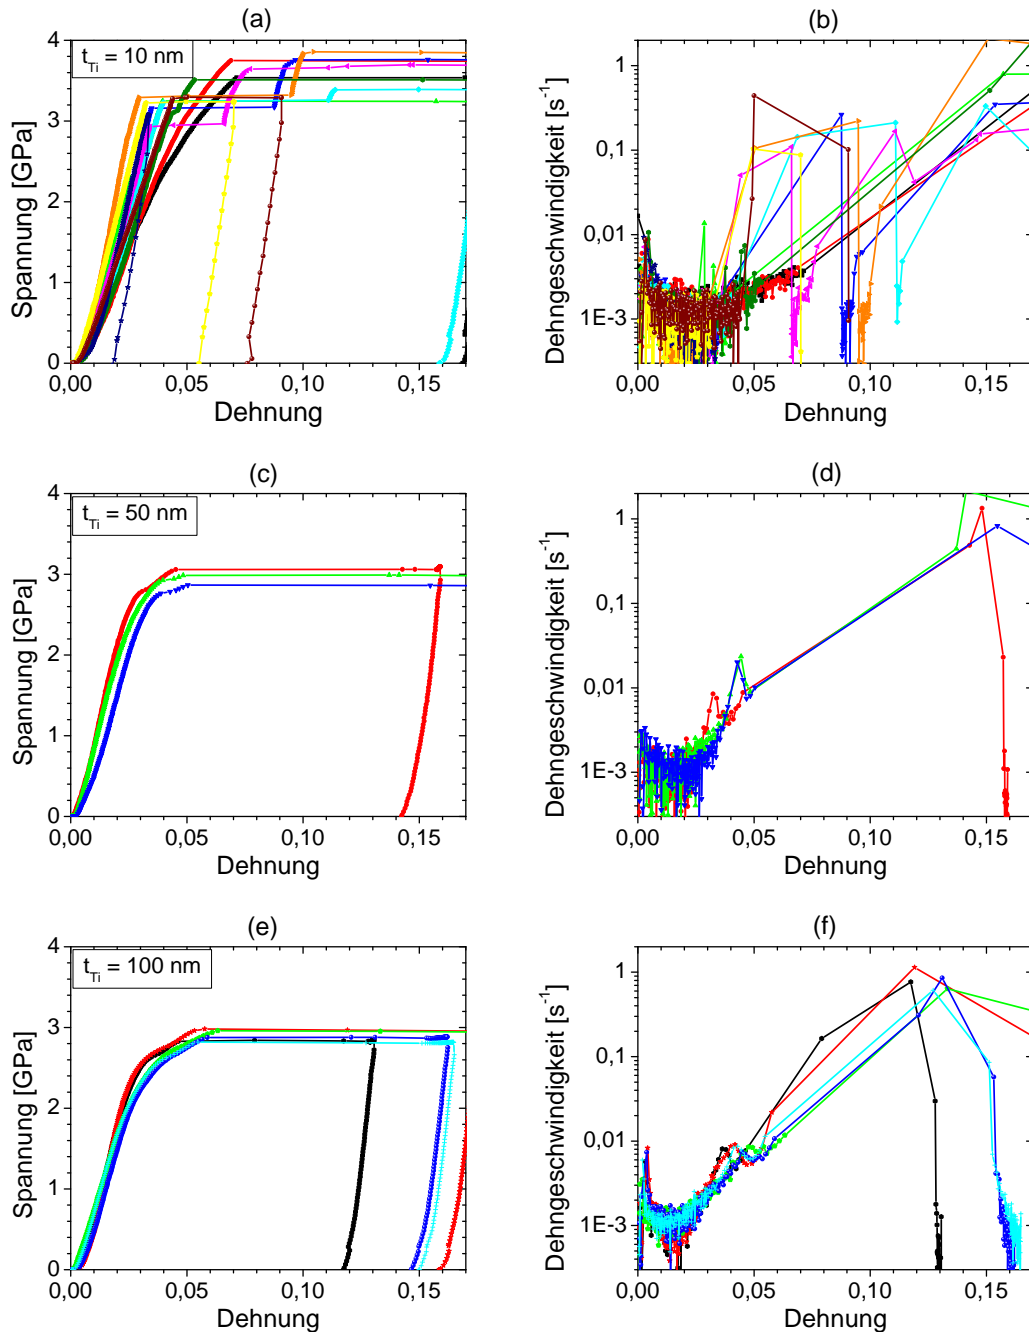 (a)
t_Ti = 10 nm
4
3
2
1
0
0,00 0,05 0,10 0,15
Spannung [GPa]
Dehnung
(b)
1
0,1
0,01
1E-3
0,00 0,05 0,10 0,15
Dehngeschwindigkeit [s⁻¹]
Dehnung
(c)
t_Ti = 50 nm
4
3
2
1
0
0,00 0,05 0,10 0,15
Spannung [GPa]
Dehnung
(d)
1
0,1
0,01
1E-3
0,00 0,05 0,10 0,15
Dehngeschwindigkeit [s⁻¹]
Dehnung
(e)
t_Ti = 100 nm
4
3
2
1
0
0,00 0,05 0,10 0,15
Spannung [GPa]
Dehnung
(f)
1
0,1
0,01
1E-3
0,00 0,05 0,10 0,15
Dehngeschwindigkeit [s⁻¹]
Dehnung